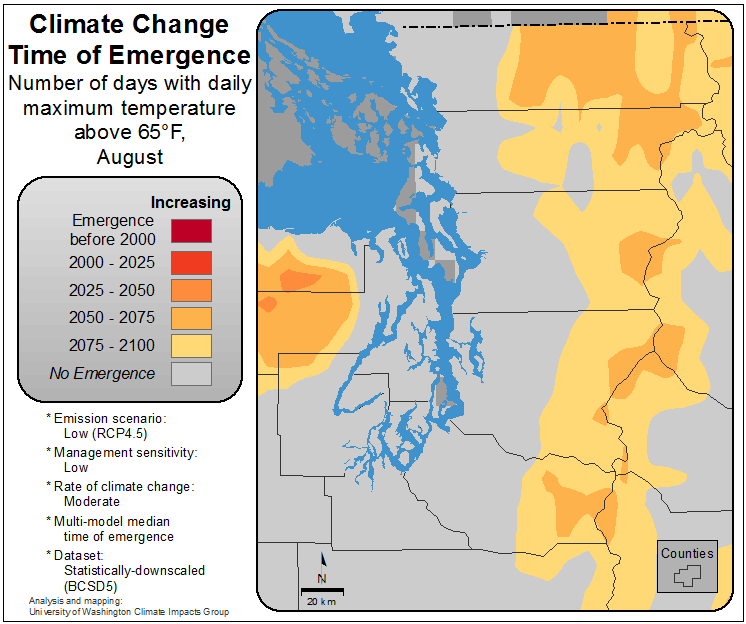 Climate Change
Time of Emergence
Number of days with daily
maximum temperature
above 65°F,
August
Increasing
Emergence
before 2000
2000 - 2025
2025 - 2050
2050 - 2075
2075 - 2100
No Emergence
* Emission scenario:
Low (RCP4.5)
* Management sensitivity:
Low
* Rate of climate change:
Moderate
* Multi-model median
time of emergence
* Dataset:
Statistically-downscaled
(BCSD5)
Analysis and mapping:
University of Washington Climate Impacts Group
N
20 km
Counties